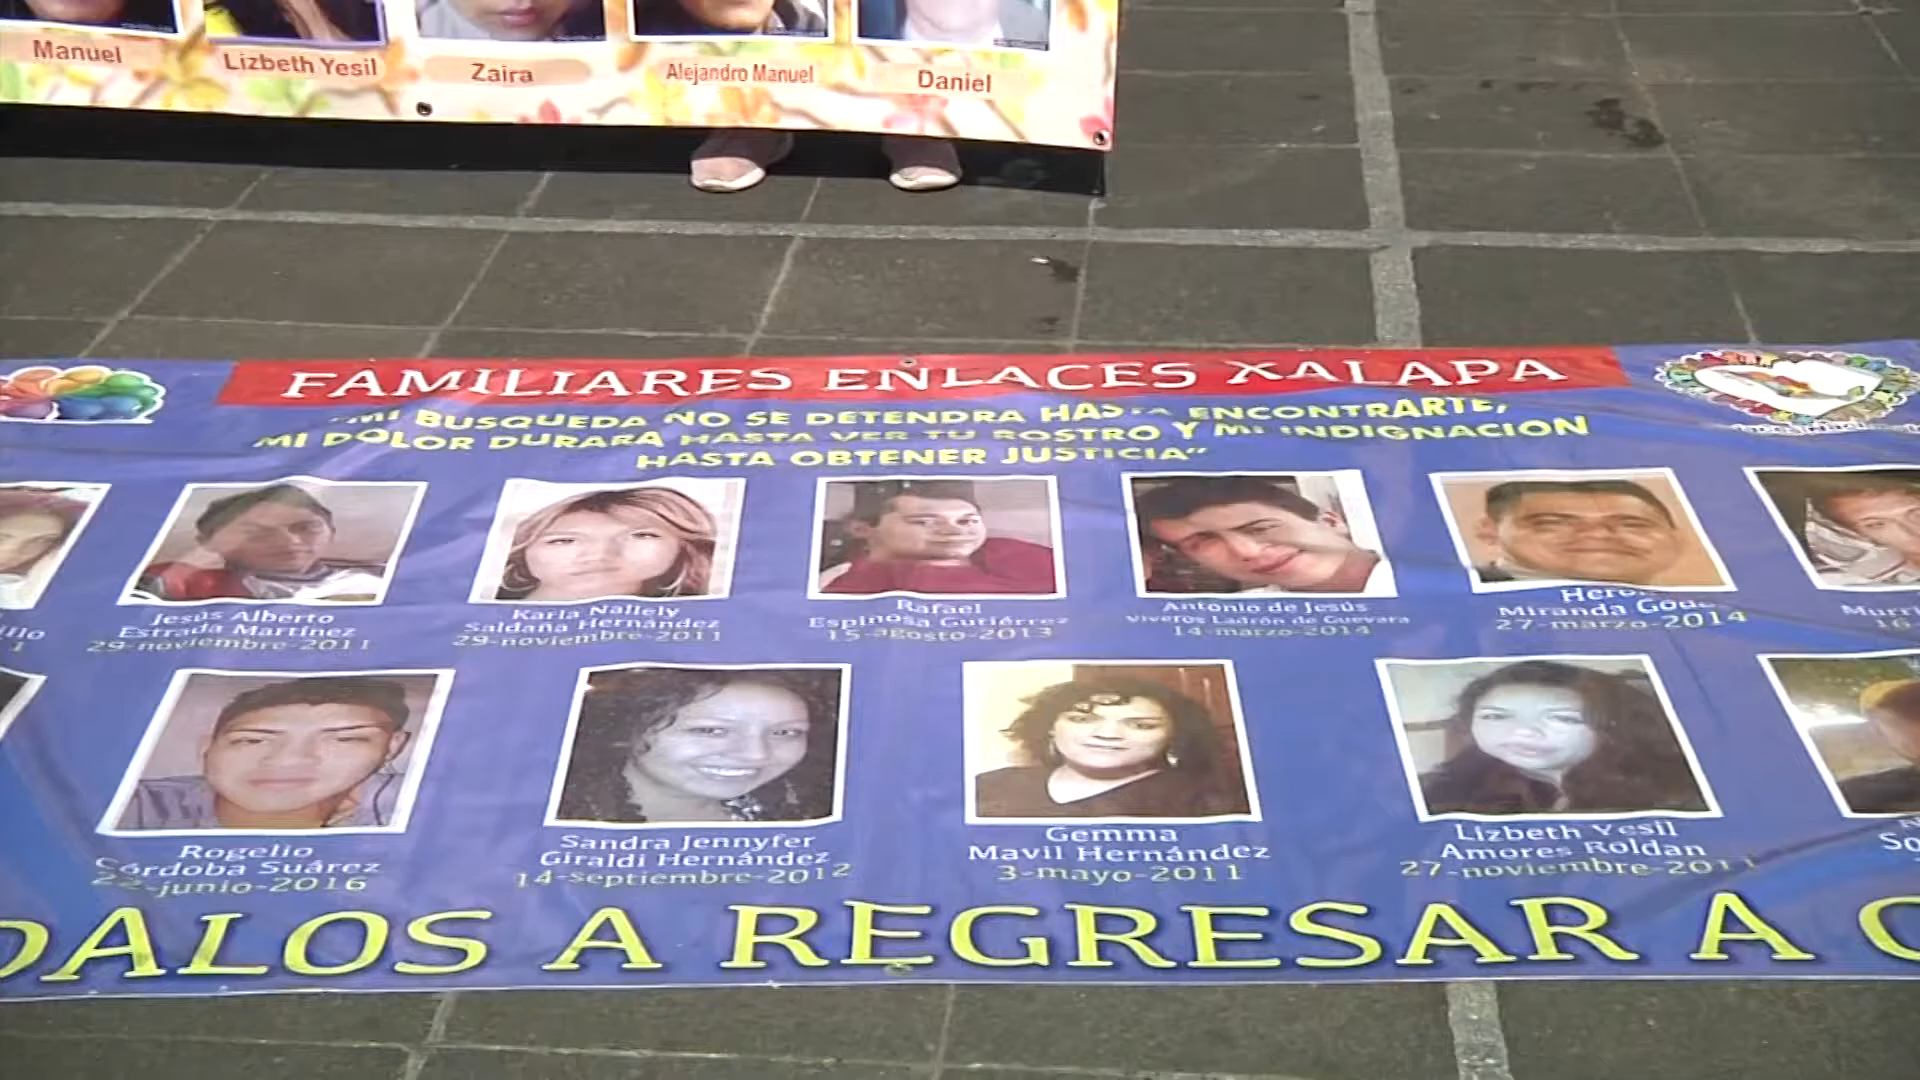 Manuel
Lizbeth Yesil
Zaira
Alejandro Manuel
Daniel
FAMILIARES ENLACES XALAPA
"MI BUSQUEDA NO SE DETENDRA HASTA ENCONTRARTE,
MI DOLOR DURARA HASTA VER TU ROSTRO Y MI INDIGNACION
HASTA OBTENER JUSTICIA"
Jesús Alberto
Estrada Martínez
29-noviembre-2011
Karla Nallely
Saldaña Hernández
29-noviembre-2011
Rafael
Espinosa Gutiérrez
15-agosto-2013
Antonio de Jesús
Viveros Ladrón de Guevara
14-marzo-2014
Miranda
27-marzo-2014
Rogelio
Córdoba Suárez
22-junio-2016
Sandra Jennyfer
Giraldi Hernández
14-septiembre-2012
Gemma
Mavil Hernández
3-mayo-2011
Lizbeth Yesil
Amores Roldan
27-noviembre-2011
DALOS A REGRESAR A